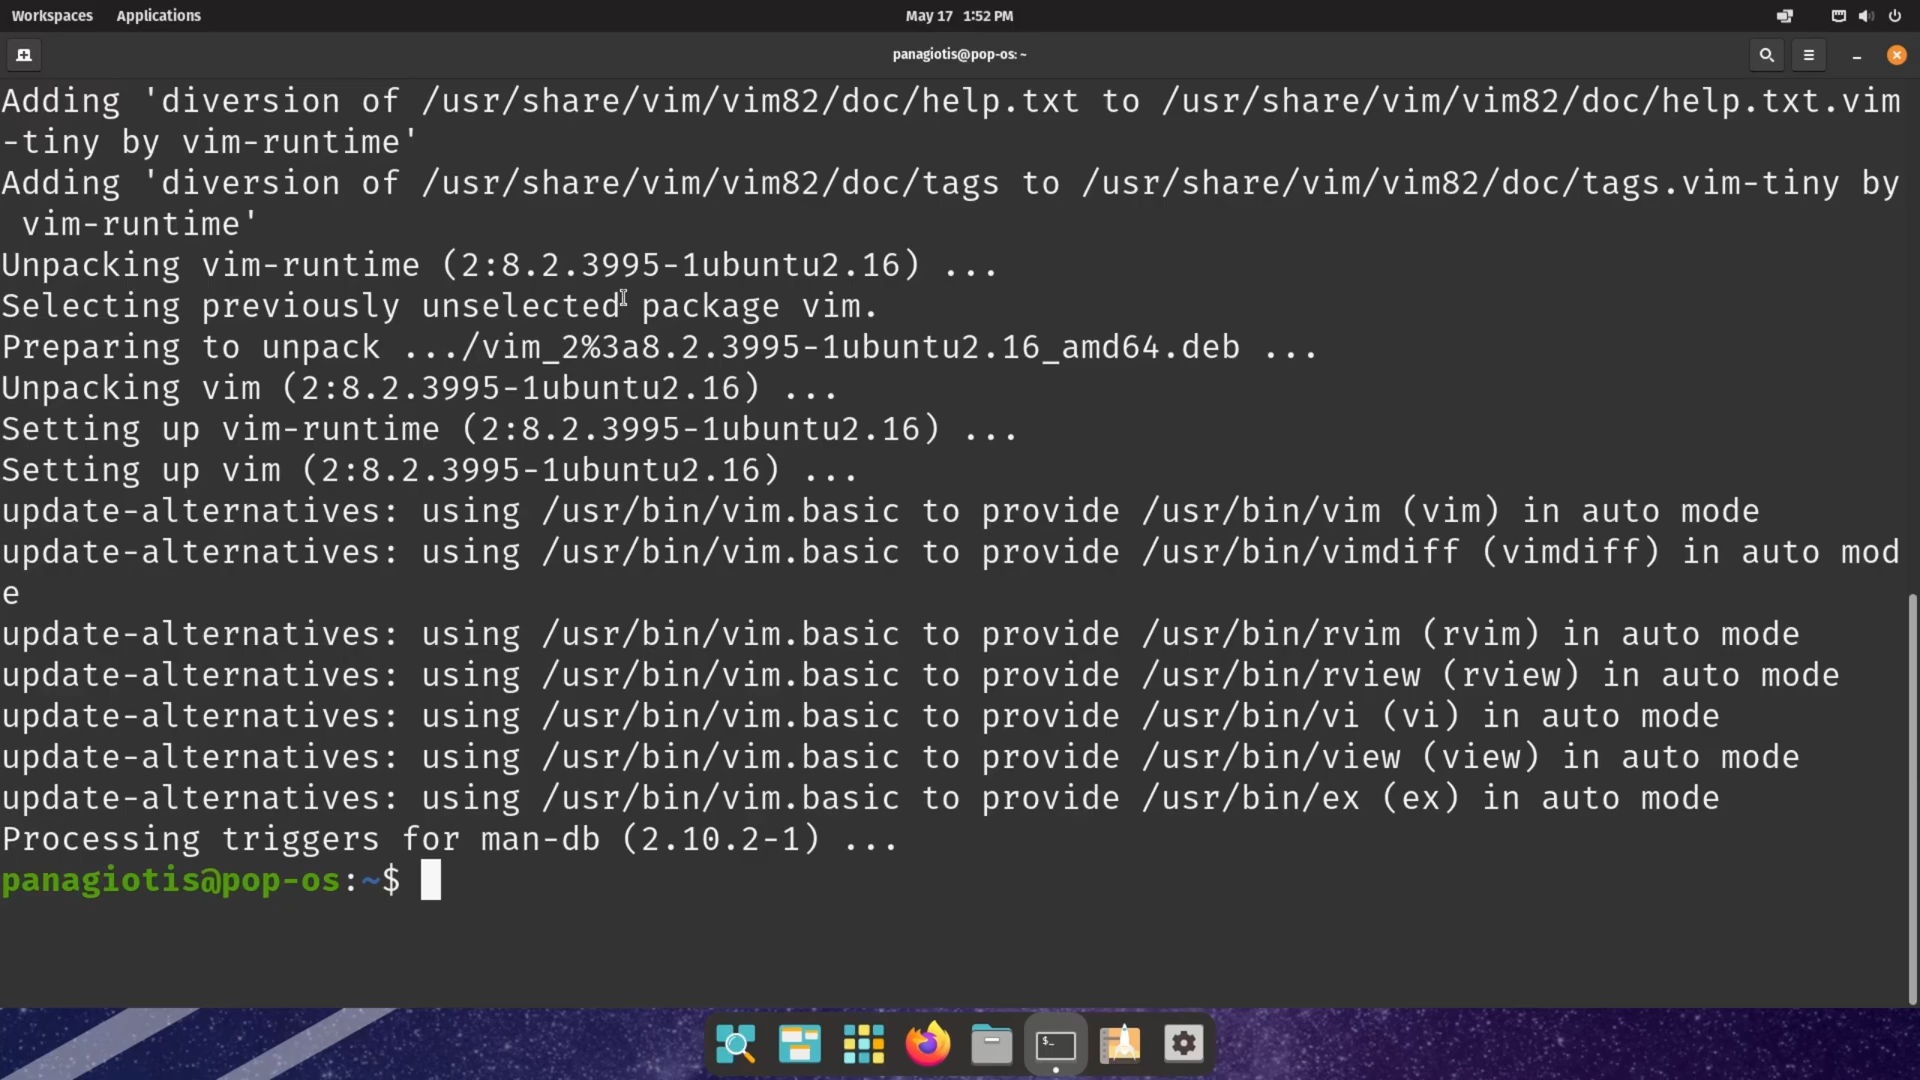 Workspaces Applications May 17 1:52 PM
panagiotis@pop-os: ~
Adding 'diversion of /usr/share/vim/vim82/doc/help.txt to /usr/share/vim/vim82/doc/help.txt.vim
-tiny by vim-runtime'
Adding 'diversion of /usr/share/vim/vim82/doc/tags to /usr/share/vim/vim82/doc/tags.vim-tiny by
 vim-runtime'
Unpacking vim-runtime (2:8.2.3995-1ubuntu2.16) ...
Selecting previously unselected package vim.
Preparing to unpack .../vim_2%3a8.2.3995-1ubuntu2.16_amd64.deb ...
Unpacking vim (2:8.2.3995-1ubuntu2.16) ...
Setting up vim-runtime (2:8.2.3995-1ubuntu2.16) ...
Setting up vim (2:8.2.3995-1ubuntu2.16) ...
update-alternatives: using /usr/bin/vim.basic to provide /usr/bin/vim (vim) in auto mode
update-alternatives: using /usr/bin/vim.basic to provide /usr/bin/vimdiff (vimdiff) in auto mod
e
update-alternatives: using /usr/bin/vim.basic to provide /usr/bin/rvim (rvim) in auto mode
update-alternatives: using /usr/bin/vim.basic to provide /usr/bin/rview (rview) in auto mode
update-alternatives: using /usr/bin/vim.basic to provide /usr/bin/vi (vi) in auto mode
update-alternatives: using /usr/bin/vim.basic to provide /usr/bin/view (view) in auto mode
update-alternatives: using /usr/bin/vim.basic to provide /usr/bin/ex (ex) in auto mode
Processing triggers for man-db (2.10.2-1) ...
panagiotis@pop-os:~$
$_